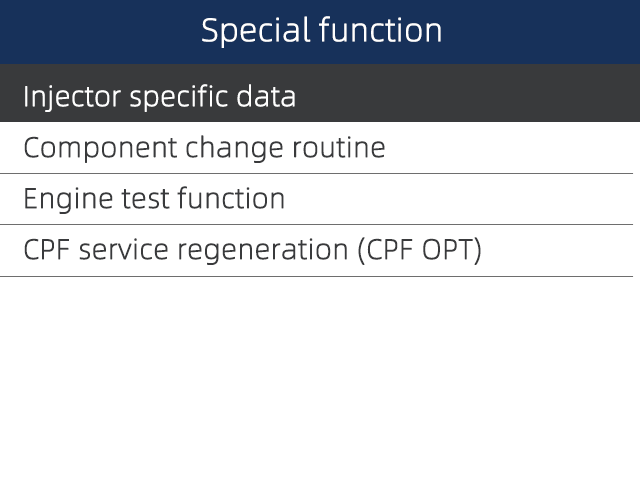 Special function
Injector specific data
Component change routine
Engine test function
CPF service regeneration (CPF OPT)